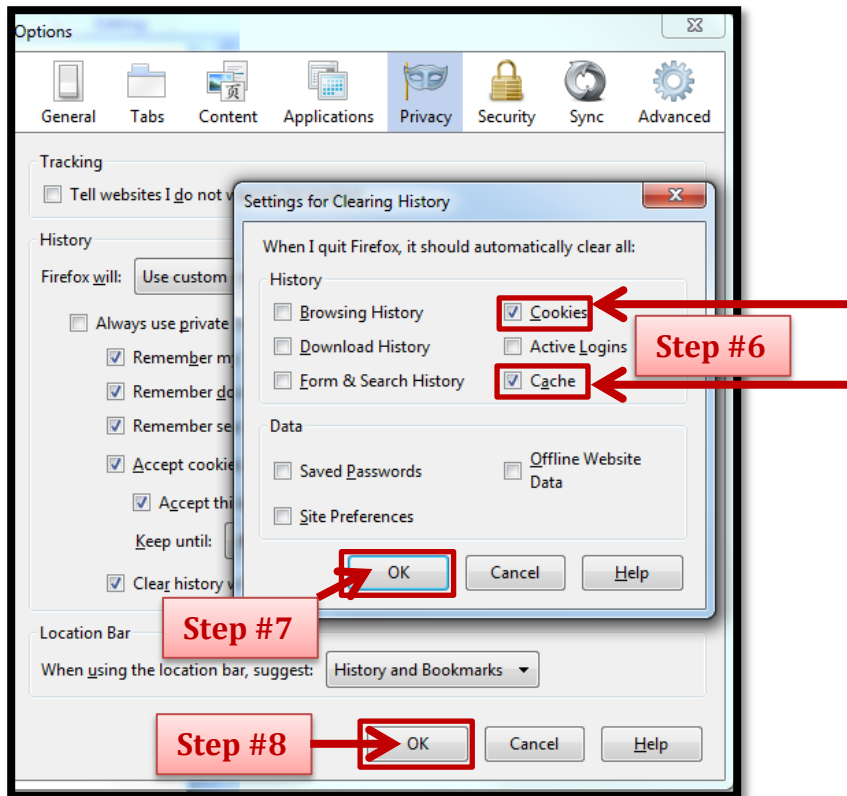 Options
General Tabs Content Applications Privacy Security Sync Advanced
Tracking
Tell websites I do not
History
Firefox will: Use custom
Always use private
Remember
Remember
Remember
Accept
Accept
Keep until:
Clear history
Location Bar
When using the location bar, suggest: History and Bookmarks
OK Cancel Help
Settings for Clearing History
When I quit Firefox, it should automatically clear all:
History
Browsing History Cookies
Download History Active Logins
Form & Search History Cache
Data
Saved Passwords Offline Website
Data
Site Preferences
OK Cancel Help
Step #6
Step #7
Step #8